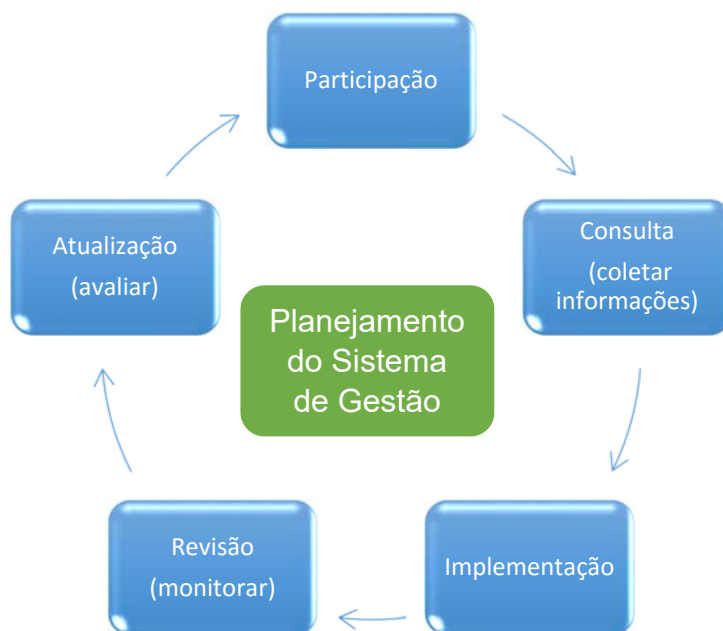 Participação
Consulta
(coletar
informações)
Implementação
Revisão
(monitorar)
Atualização
(avaliar)
Planejamento
do Sistema
de Gestão